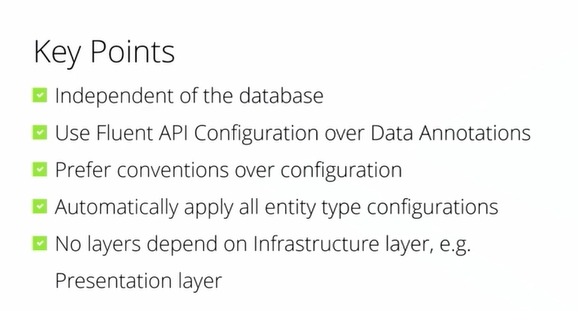 Key Points
Independent of the database
Use Fluent API Configuration over Data Annotations
Prefer conventions over configuration
Automatically apply all entity type configurations
No layers depend on Infrastructure layer, e.g.
Presentation layer